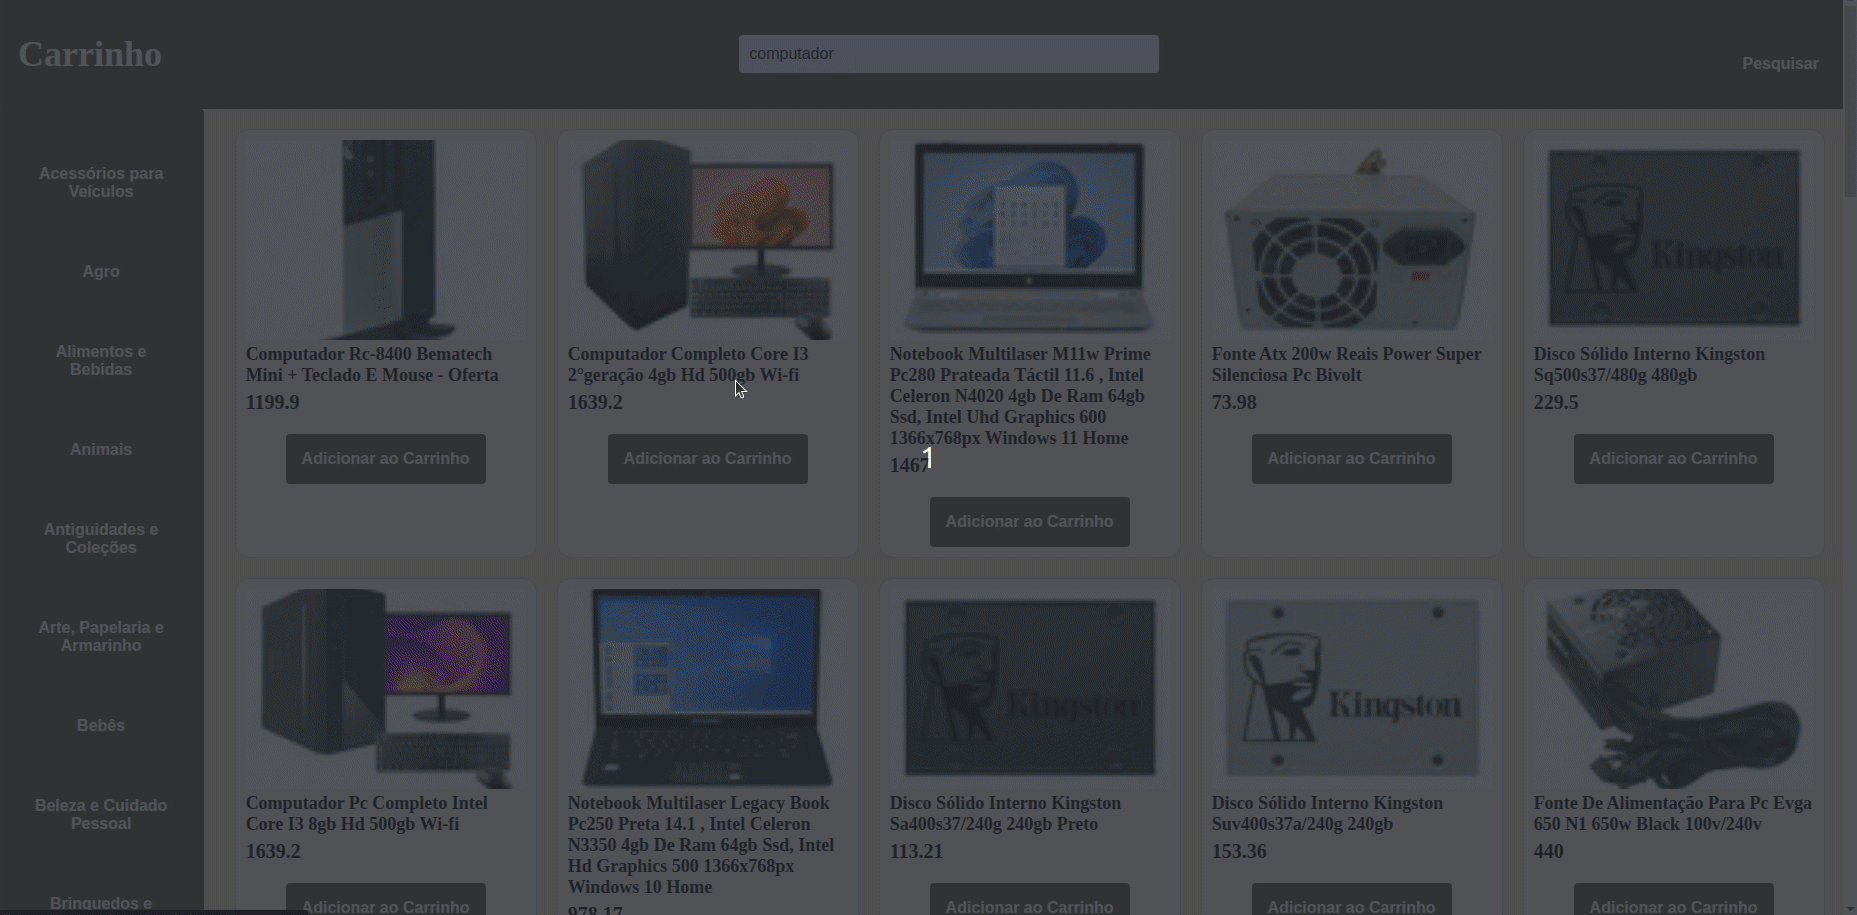 Carrinho
computador
Pesquisar
Acessórios para
Veículos
Agro
Alimentos e
Bebidas
Animais
Antiguidades e
Coleções
Arte, Papelaria e
Armarinho
Bebês
Beleza e Cuidado
Pessoal
Brinquedos e
Computador Rc-8400 Bematech
Mini + Teclado E Mouse - Oferta
1199.9
Adicionar ao Carrinho
Computador Completo Core I3
2°geração 4gb Hd 500gb Wi-fi
1639.2
Adicionar ao Carrinho
Notebook Multilaser M11w Prime
Pc280 Prateada Táctil 11.6 , Intel
Celeron N4020 4gb De Ram 64gb
Ssd, Intel Uhd Graphics 600
1366x768px Windows 11 Home
1467
1
Adicionar ao Carrinho
Fonte Atx 200w Reais Power Super
Silenciosa Pc Bivolt
73.98
Adicionar ao Carrinho
Kingston
Disco Sólido Interno Kingston
Sq500s37/480g 480gb
229.5
Adicionar ao Carrinho
Computador Pc Completo Intel
Core I3 8gb Hd 500gb Wi-fi
1639.2
Adicionar ao Carrinho
Notebook Multilaser Legacy Book
Pc250 Preta 14.1 , Intel Celeron
N3350 4gb De Ram 64gb Ssd, Intel
Hd Graphics 500 1366x768px
Windows 10 Home
978.17
Kingston
Disco Sólido Interno Kingston
Sa400s37/240g 240gb Preto
113.21
Adicionar ao Carrinho
Kingston
Disco Sólido Interno Kingston
Suv400s37a/240g 240gb
153.36
Adicionar ao Carrinho
Fonte De Alimentação Para Pc Evga
650 N1 650w Black 100v/240v
440
Adicionar ao Carrinho